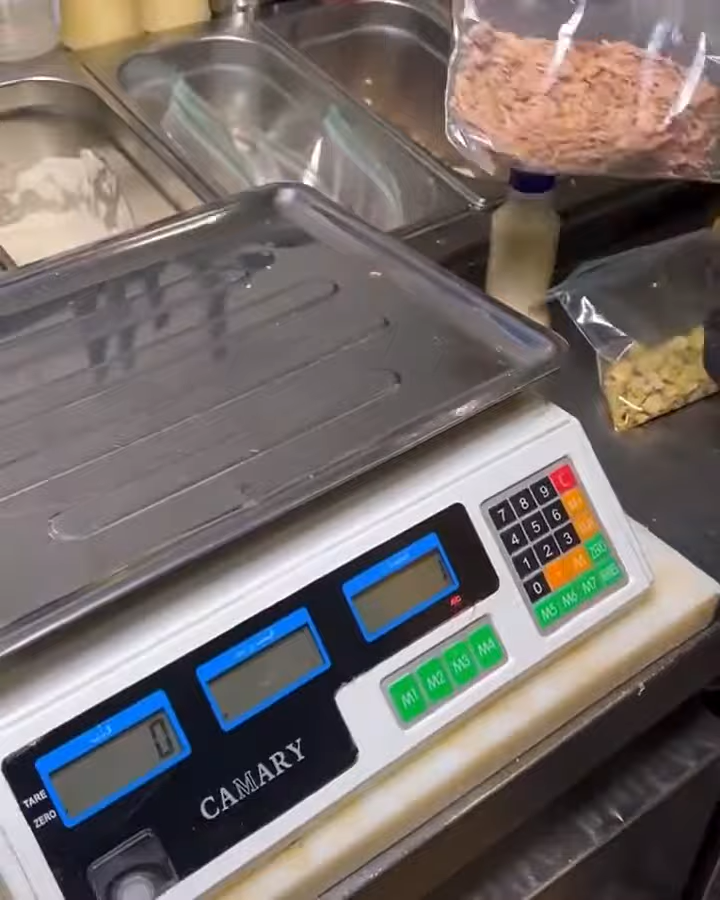 7 8 9 C
4 5 6
1 2 3 ZERO
0
M5 M6 M7
M1 M2 M3 M4
0
TARE
ZERO
CAMARY